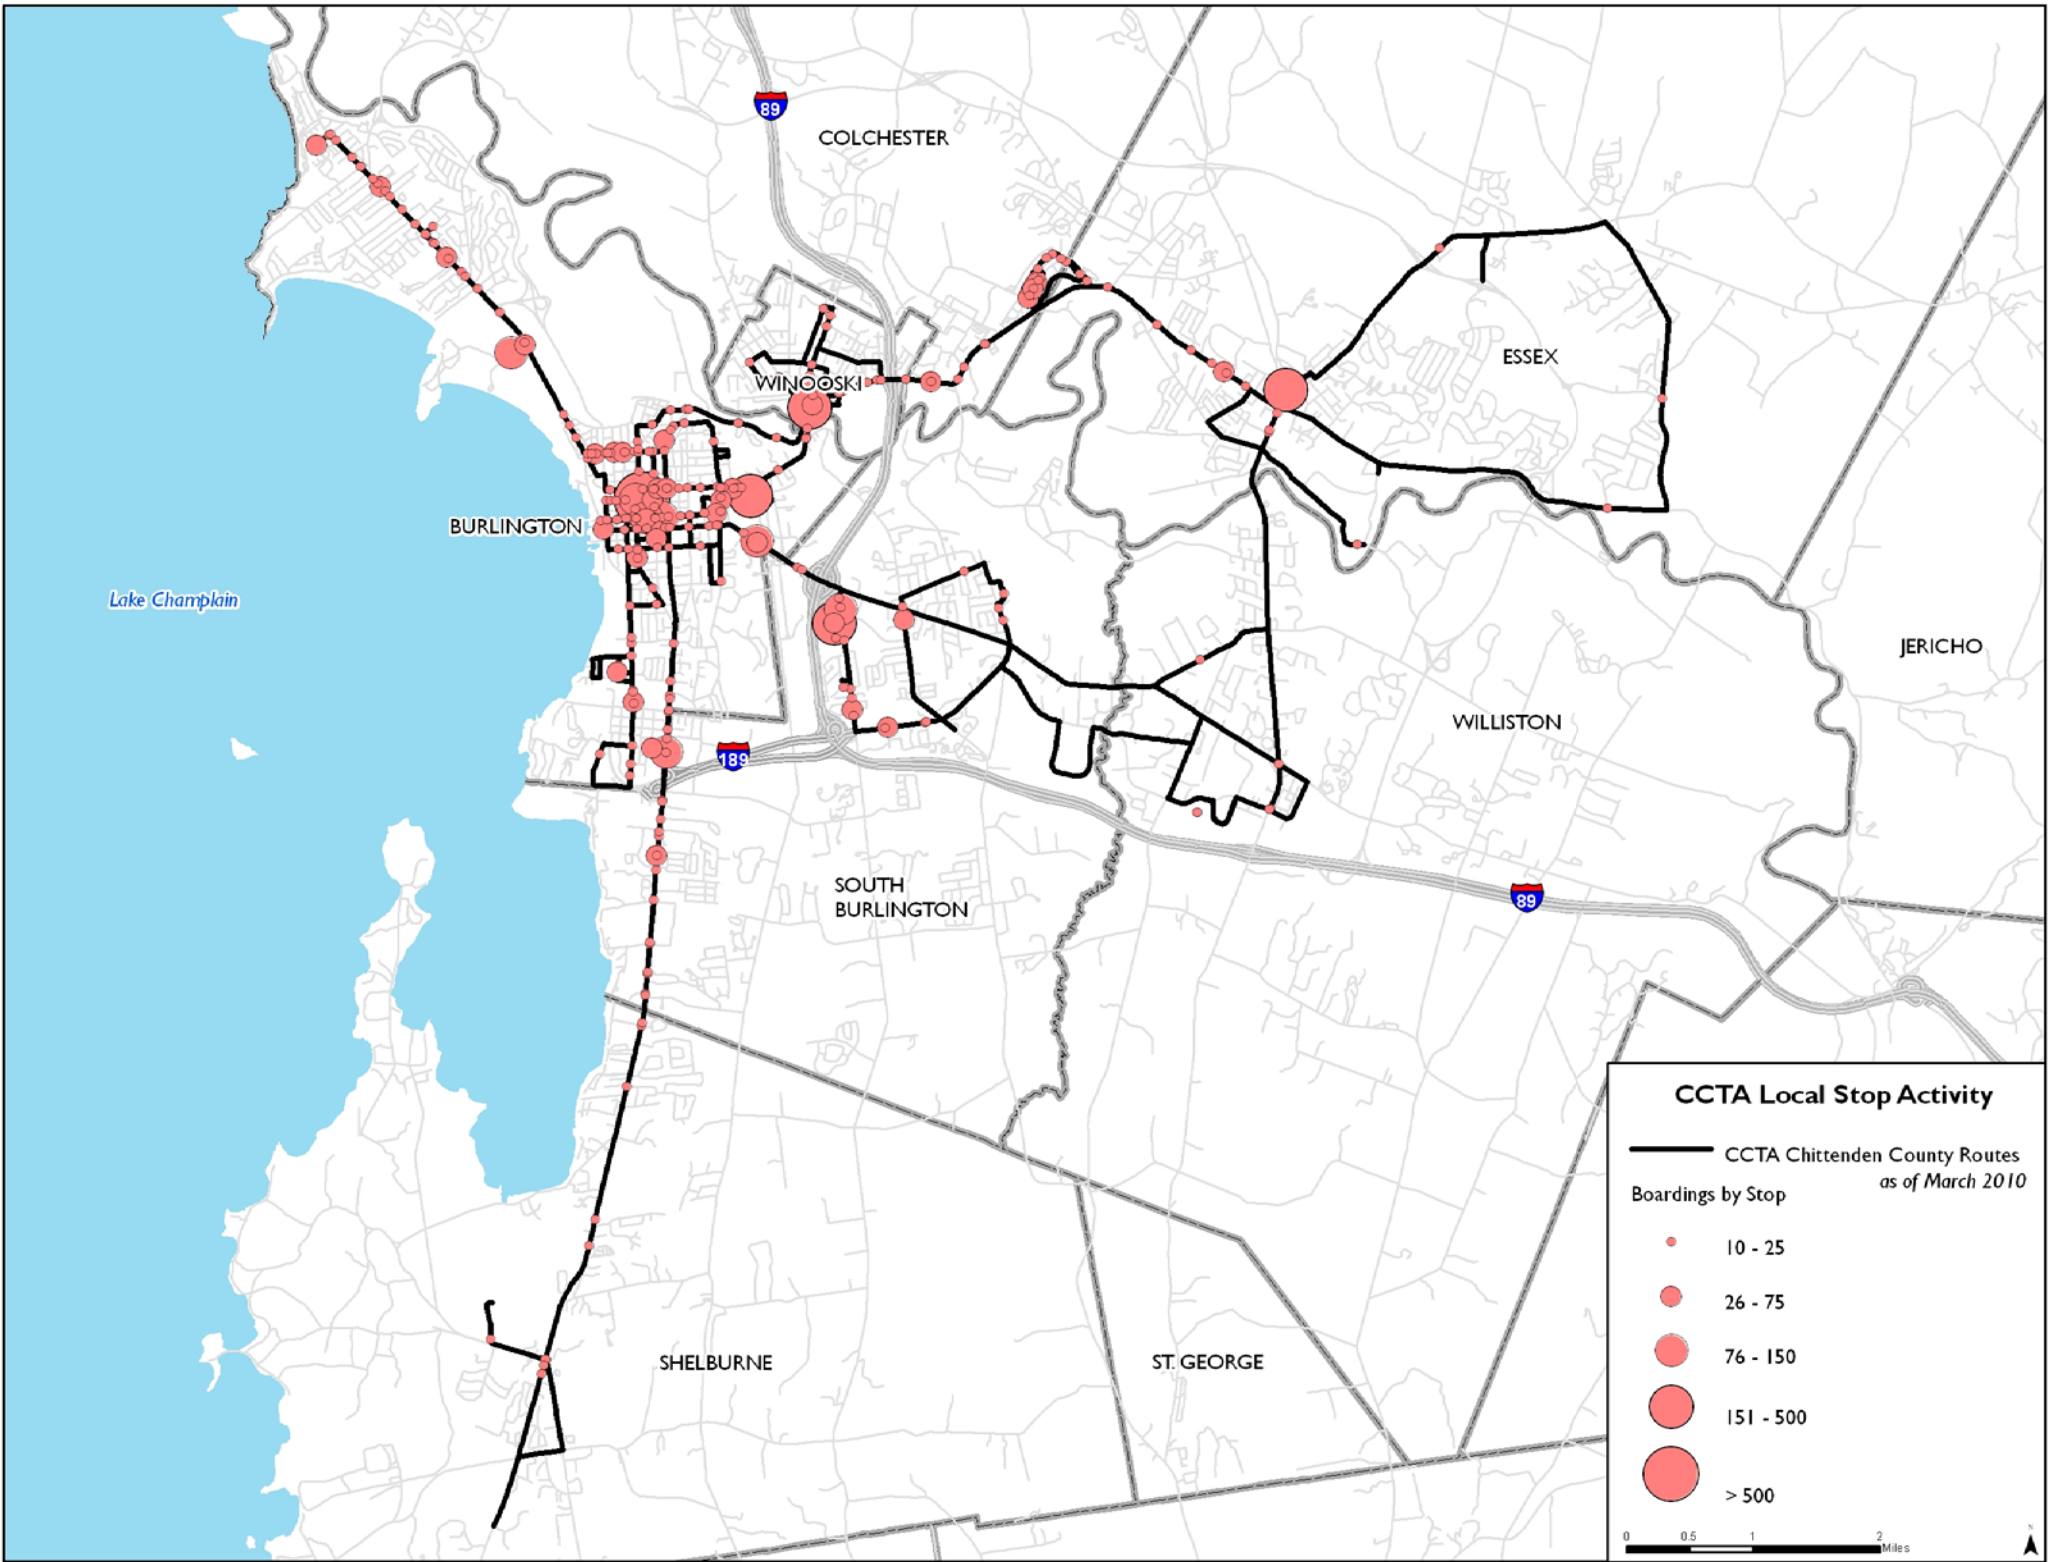 89
COLCHESTER
ESSEX
WINOOSKI
BURLINGTON
Lake Champlain
JERICHO
WILLISTON
189
SOUTH
BURLINGTON
89
SHELBURNE
ST. GEORGE
CCTA Local Stop Activity
CCTA Chittenden County Routes
as of March 2010
Boardings by Stop
10 - 25
26 - 75
76 - 150
151 - 500
> 500
0 0.5 1 2
Miles
N